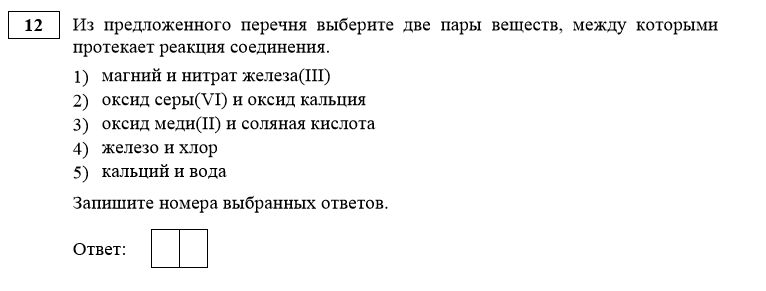 12 Из предложенного перечня выберите две пары веществ, между которыми
протекает реакция соединения.
1) магний и нитрат железа(III)
2) оксид серы(VI) и оксид кальция
3) оксид меди(II) и соляная кислота
4) железо и хлор
5) кальций и вода
Запишите номера выбранных ответов.
Ответ: